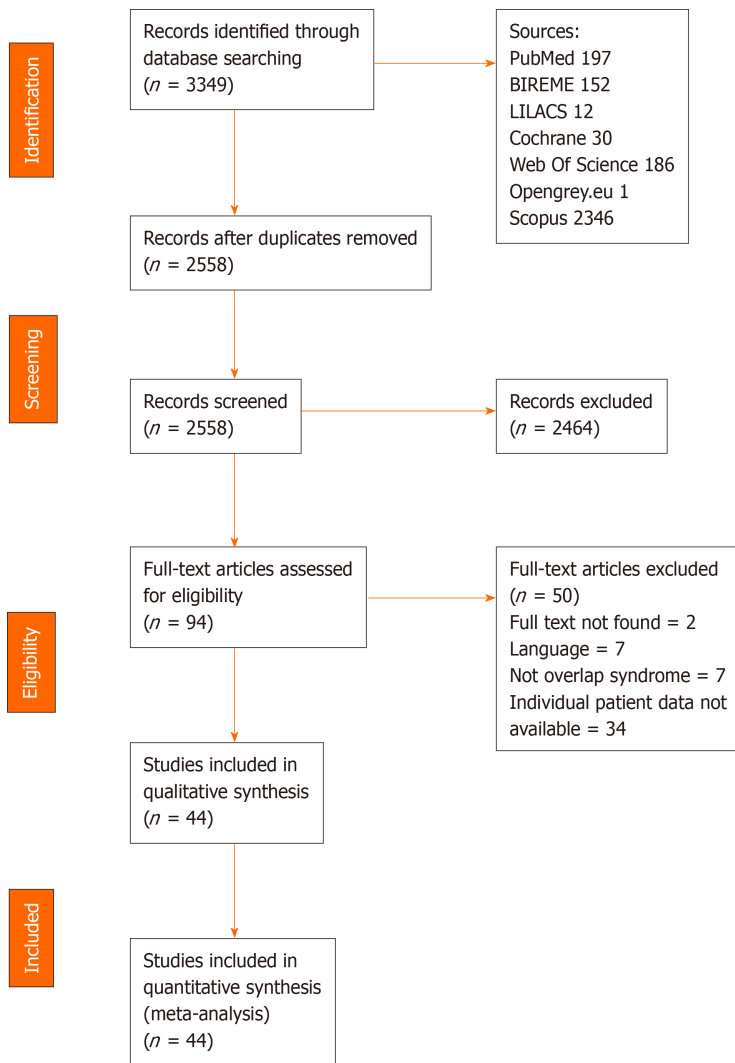 Identification
Records identified through
database searching
(n = 3349)
Sources:
PubMed 197
BIREME 152
LILACS 12
Cochrane 30
Web Of Science 186
Opengrey.eu 1
Scopus 2346
Records after duplicates removed
(n = 2558)
Screening
Records screened
(n = 2558)
Records excluded
(n = 2464)
Eligibility
Full-text articles assessed
for eligibility
(n = 94)
Full-text articles excluded
(n = 50)
Full text not found = 2
Language = 7
Not overlap syndrome = 7
Individual patient data not
available = 34
Studies included in
qualitative synthesis
(n = 44)
Included
Studies included in
quantitative synthesis
(meta-analysis)
(n = 44)